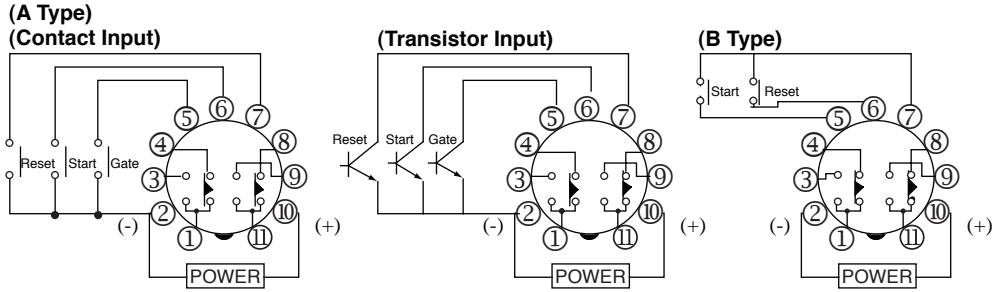 (A Type)
(Contact Input)
(Transistor Input)
(B Type)
Reset
Start
Gate
5
6
7
4
8
3
9
2
10
1
11
(-)
(+)
POWER
Reset
Start
Gate
5
6
7
4
8
3
9
2
10
1
11
(-)
(+)
POWER
Start
Reset
5
6
7
4
8
3
9
2
10
1
11
(-)
(+)
POWER